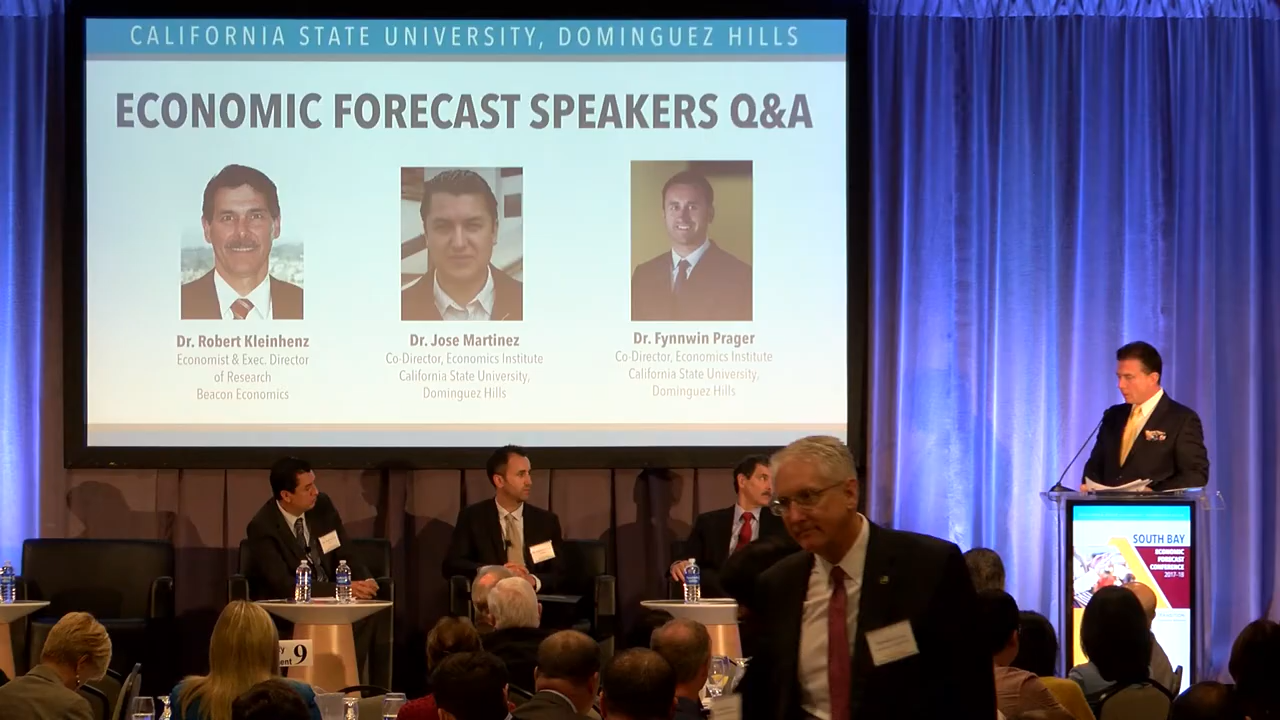 CALIFORNIA STATE UNIVERSITY, DOMINGUEZ HILLS
ECONOMIC FORECAST SPEAKERS Q&A
Dr. Robert Kleinhenz
Economist & Exec. Director
of Research
Beacon Economics
Dr. Jose Martinez
Co-Director, Economics Institute
California State University,
Dominguez Hills
Dr. Fynnwin Prager
Co-Director, Economics Institute
California State University,
Dominguez Hills
SOUTH BAY
ECONOMIC
FORECAST
CONFERENCE
2017-18
9